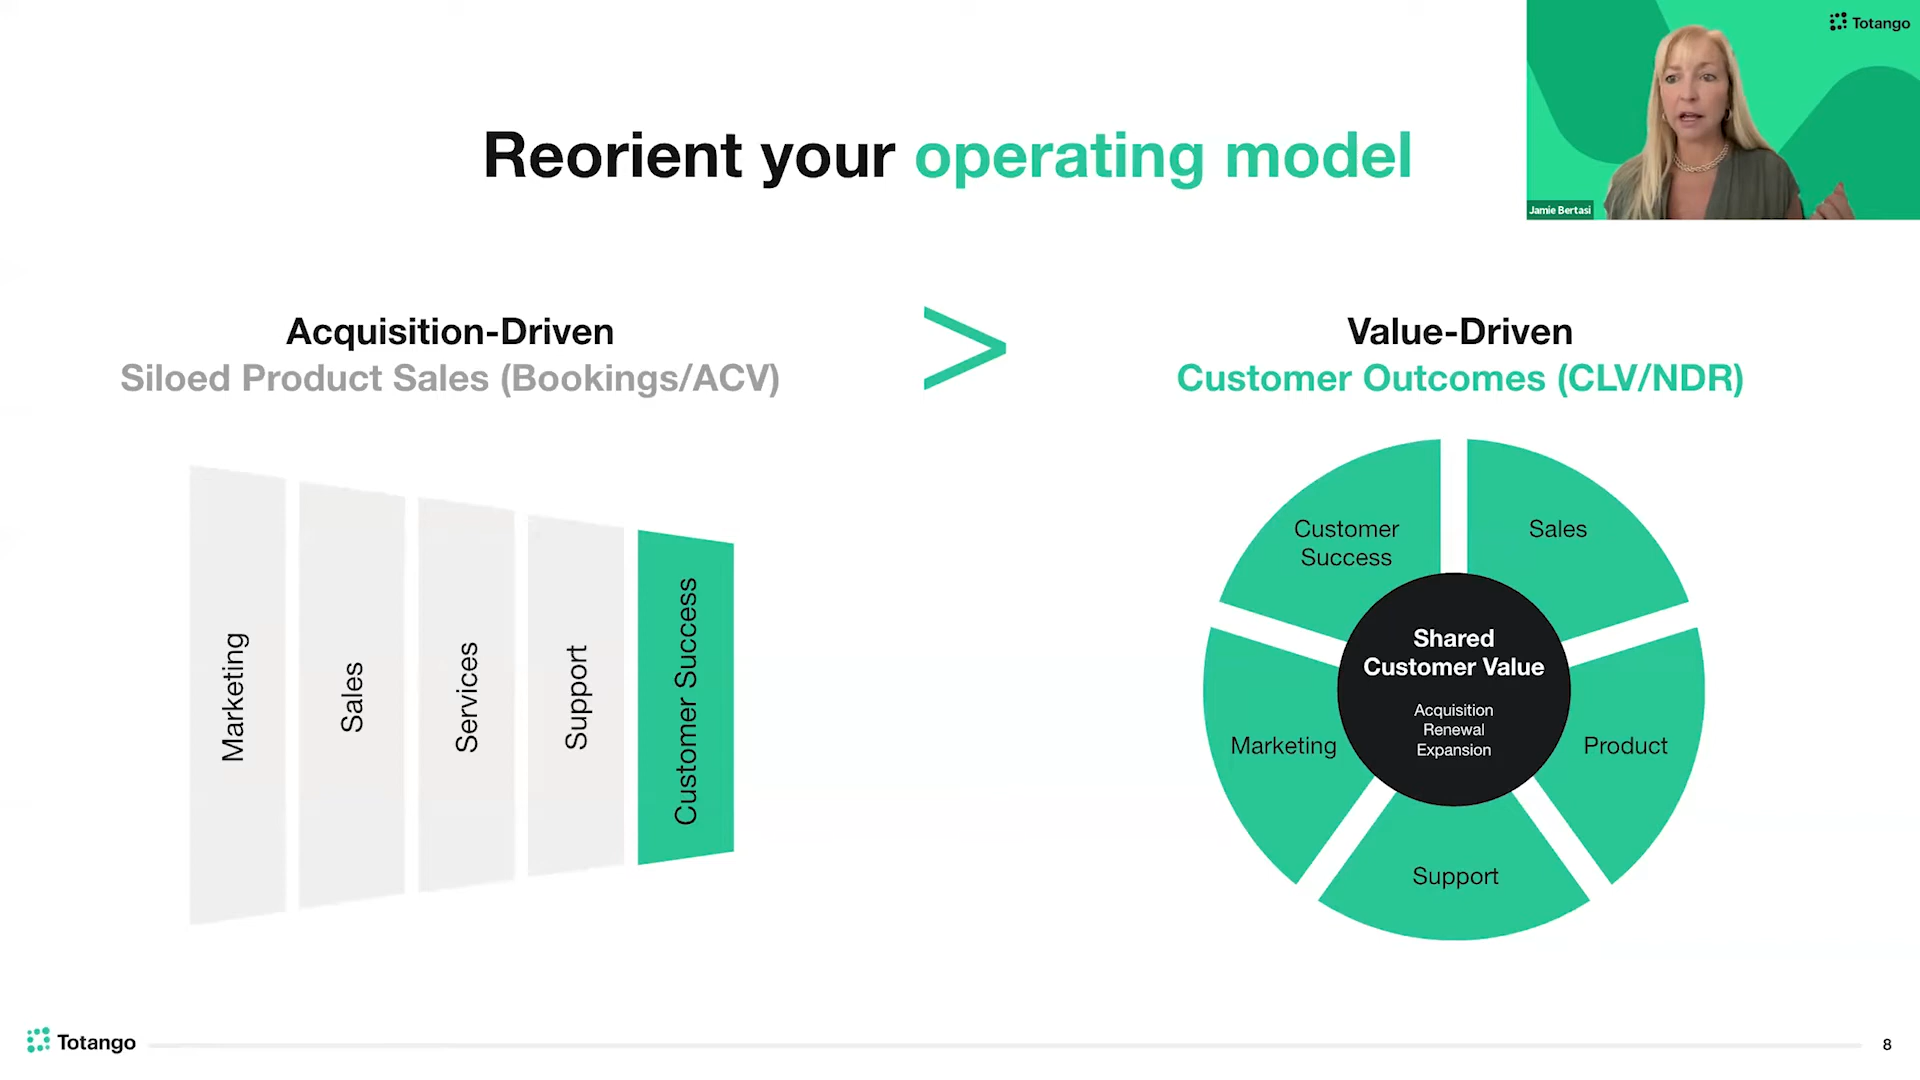 Totango
Jamie Bertasi
Reorient your operating model
Acquisition-Driven
Siloed Product Sales (Bookings/ACV)
>
Value-Driven
Customer Outcomes (CLV/NDR)
Marketing
Sales
Services
Support
Customer Success
Customer
Success
Sales
Shared
Customer Value
Acquisition
Renewal
Expansion
Marketing
Product
Support
Totango
8